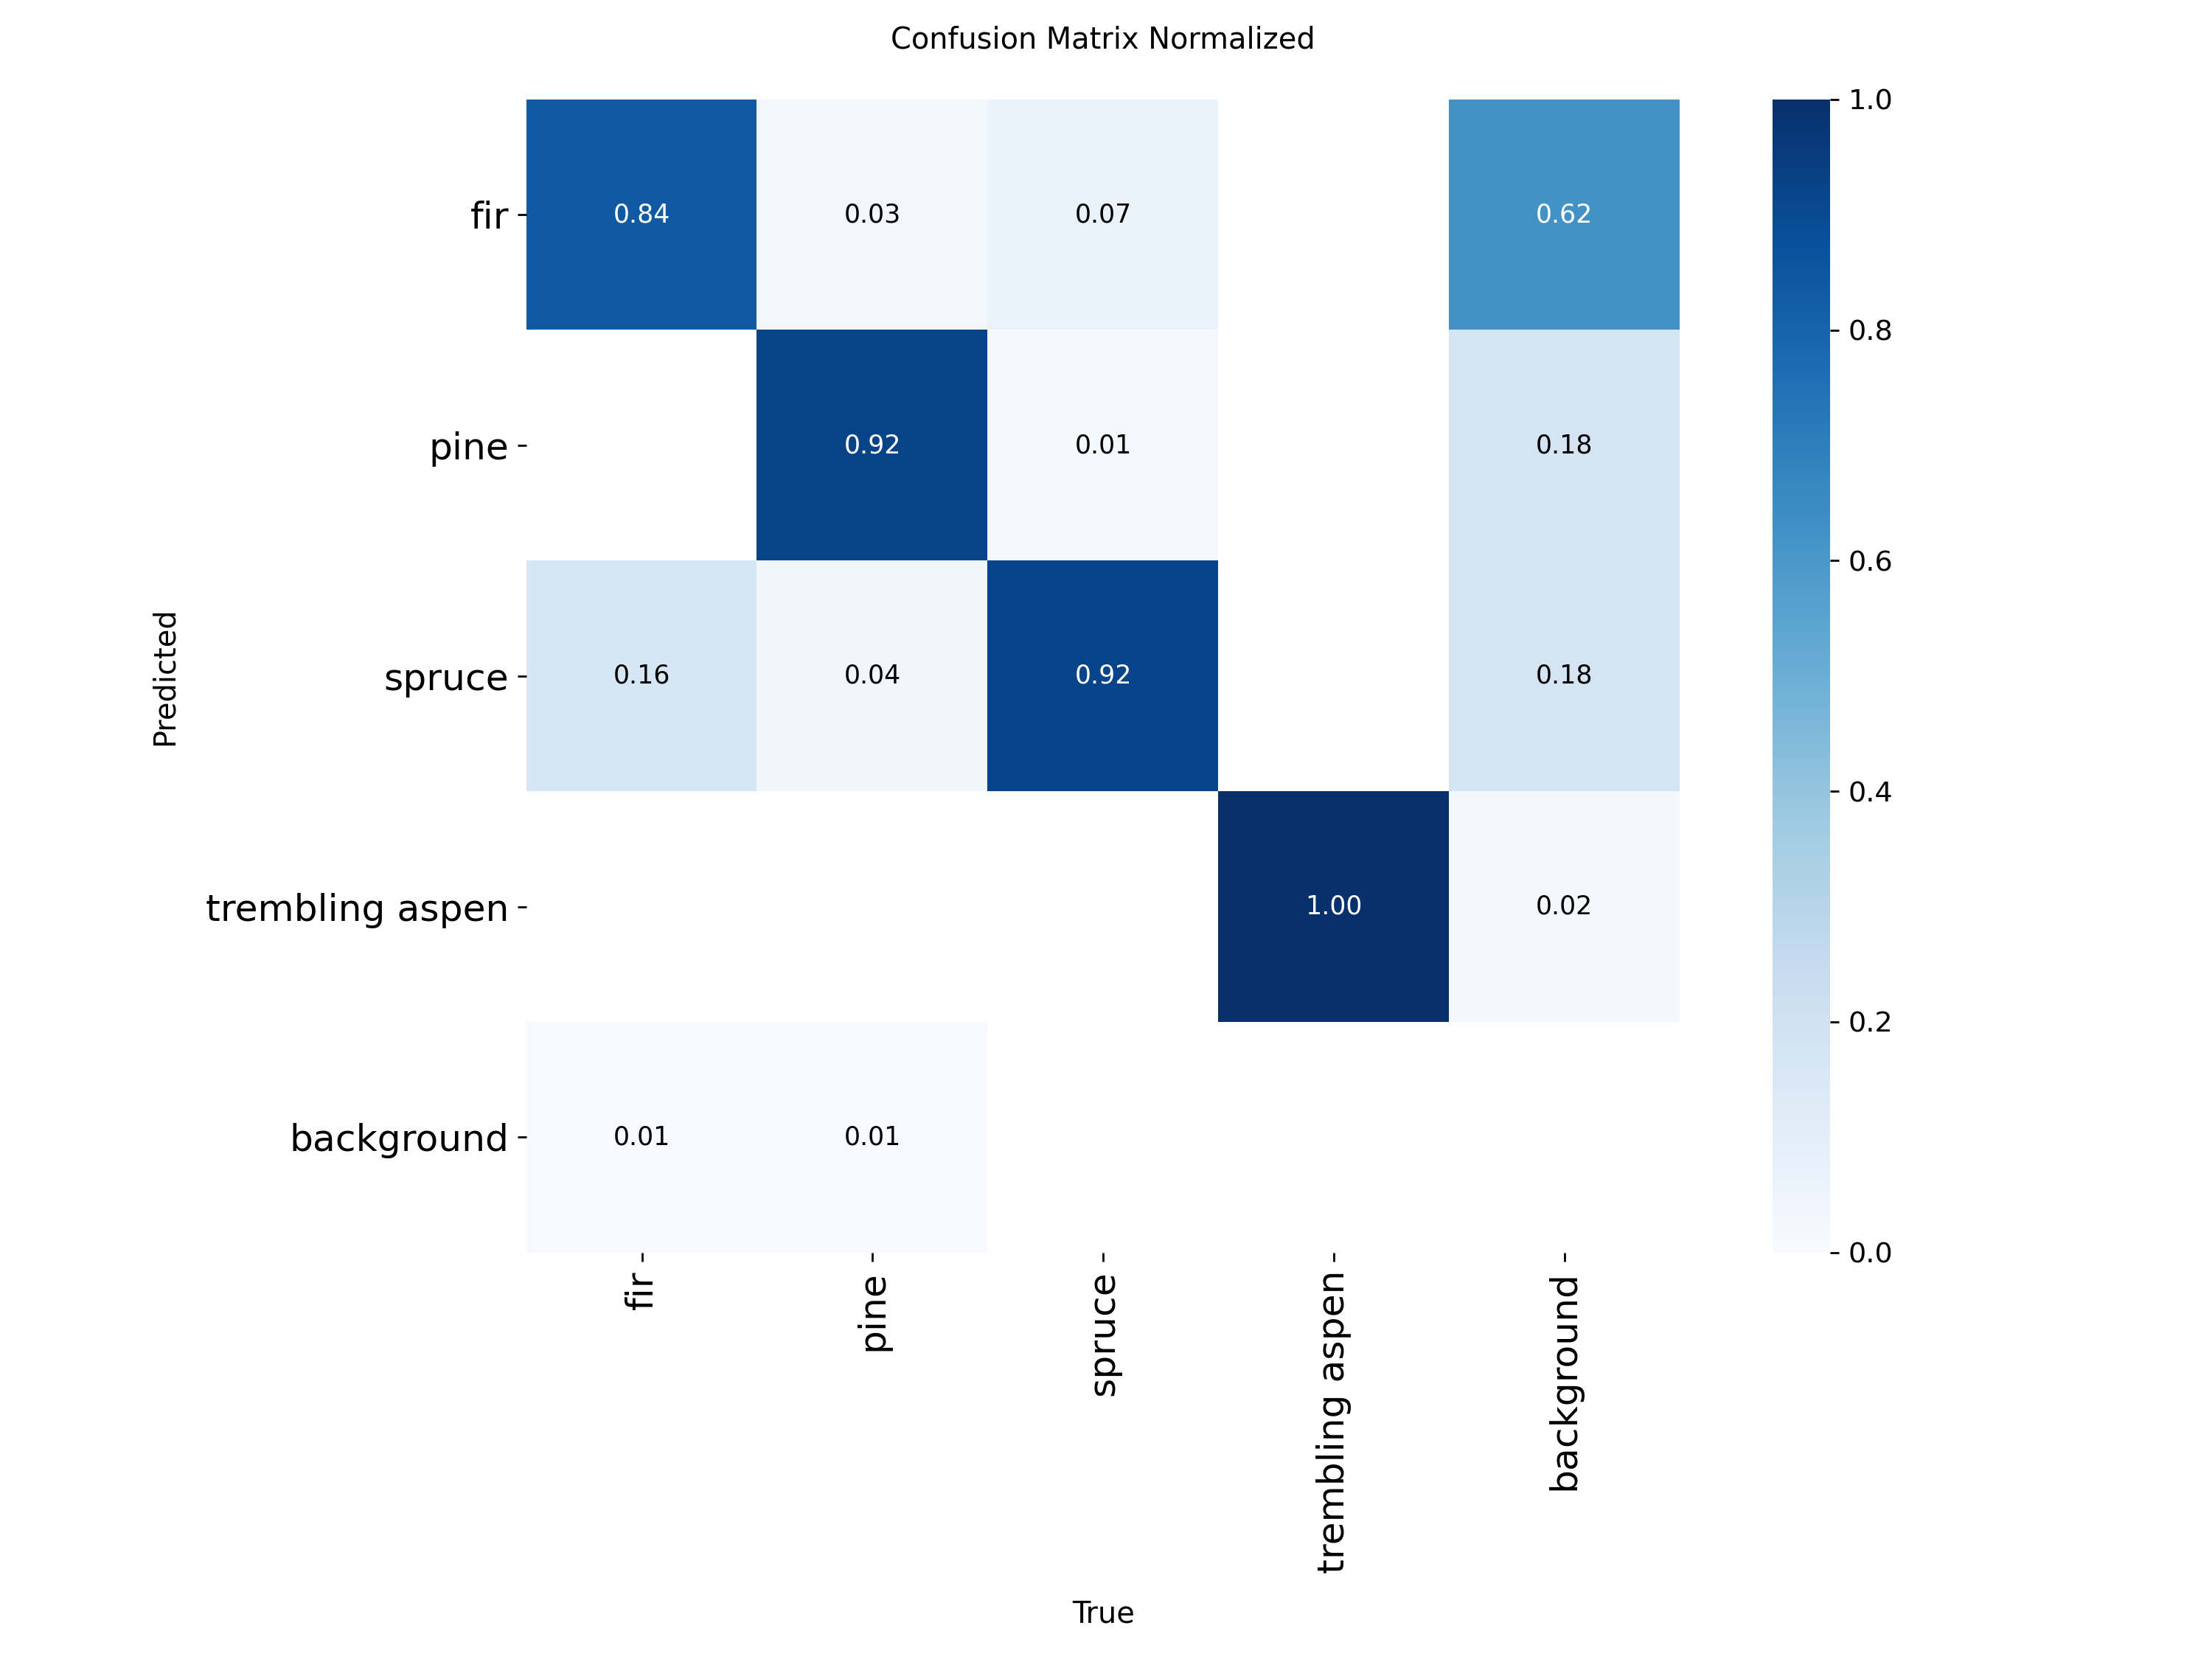 Confusion Matrix Normalized
fir
0.84
0.03
0.07
0.62
1.0
0.8
pine
0.92
0.01
0.18
0.6
Predicted
spruce
0.16
0.04
0.92
0.18
0.4
trembling aspen
1.00
0.02
0.2
background
0.01
0.01
0.0
fir
pine
spruce
trembling aspen
background
True